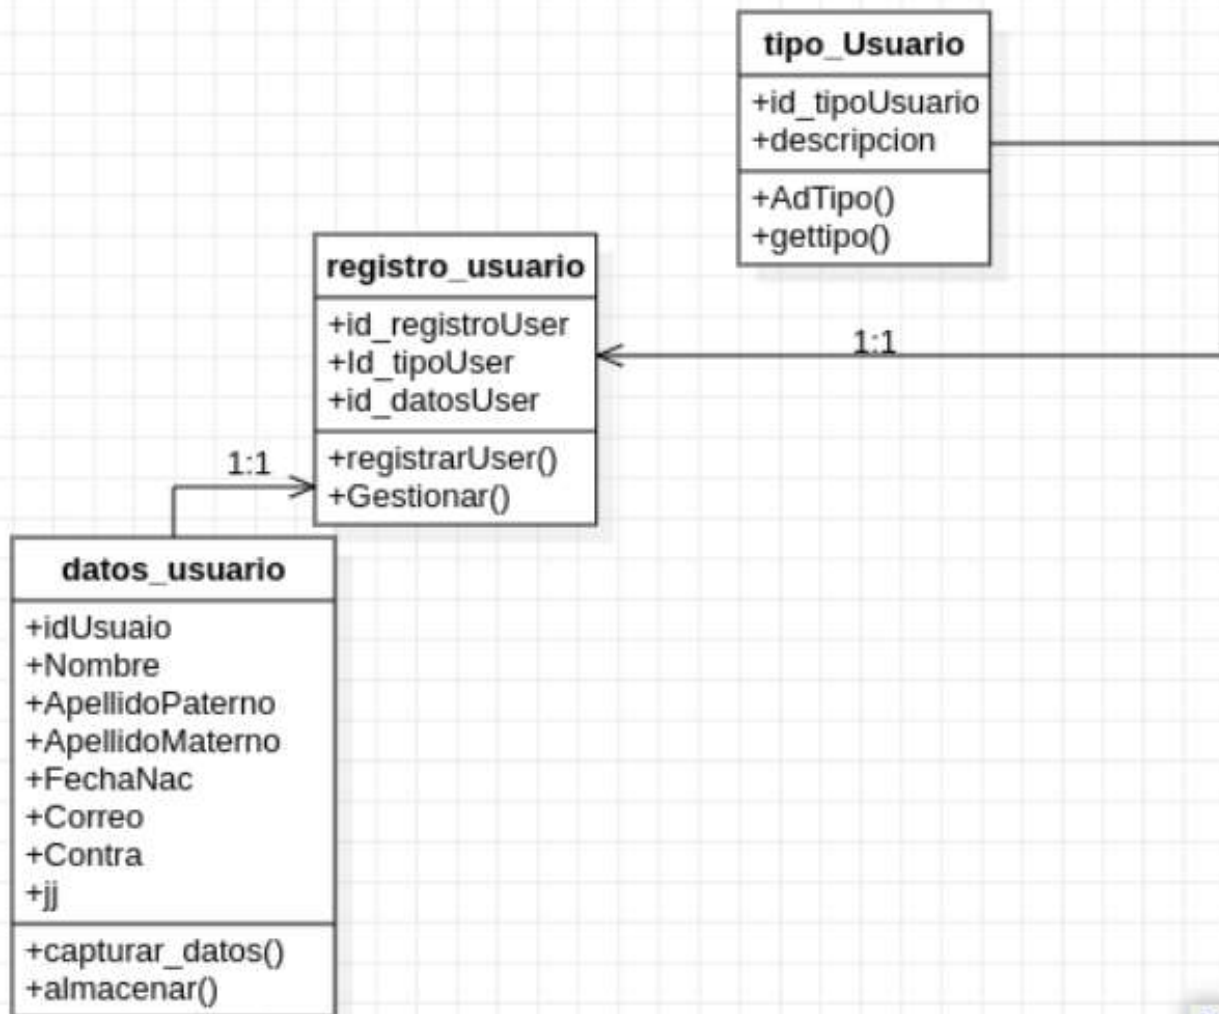 tipo_Usuario
+id_tipoUsuario
+descripcion
+AdTipo()
+gettipo()
registro_usuario
+id_registroUser
+Id_tipoUser
+id_datosUser
+registrarUser()
+Gestionar()
1:1
1:1
datos_usuario
+idUsuaio
+Nombre
+ApellidoPaterno
+ApellidoMaterno
+FechaNac
+Correo
+Contra
+jj
+capturar_datos()
+almacenar()